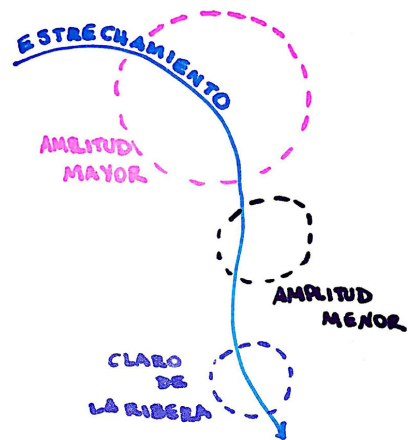 ESTRECHAMIENTO
AMPLITUD
MAYOR
AMPLITUD
MENOR
CLARO
DE
LA RIBERA